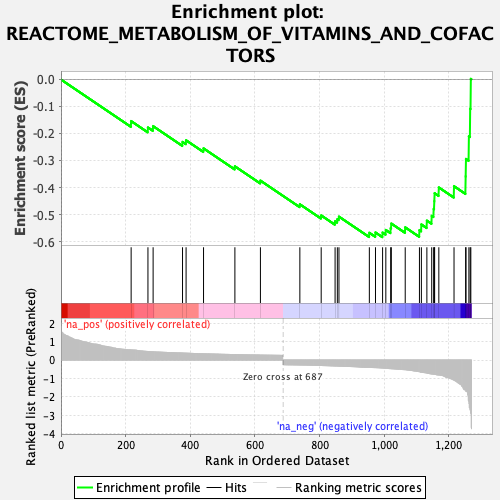 Enrichment plot:
REACTOME_METABOLISM_OF_VITAMINS_AND_COFAC
TORS
Enrichment score (ES)
0.0
-0.1
-0.2
-0.3
-0.4
-0.5
-0.6
'na_pos' (positively correlated)
Ranked list metric (PreRanked)
2
1
0
-1
-2
-3
-4
Zero cross at 687
'na_neg' (negatively correlated)
0
200
400
600
800
1,000
1,200
Rank in Ordered Dataset
Enrichment profile
Hits
Ranking metric scores